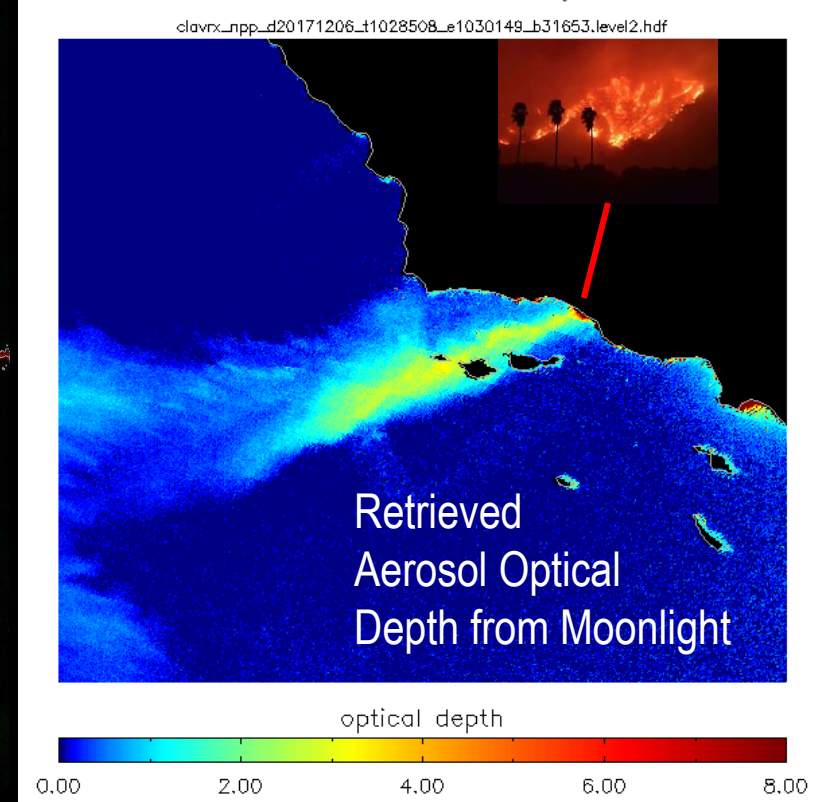 clavrx_npp_d20171206_t1028508_e1030149_b31653.level2.hdf
Retrieved
Aerosol Optical
Depth from Moonlight
optical depth
0.00 2.00 4.00 6.00 8.00